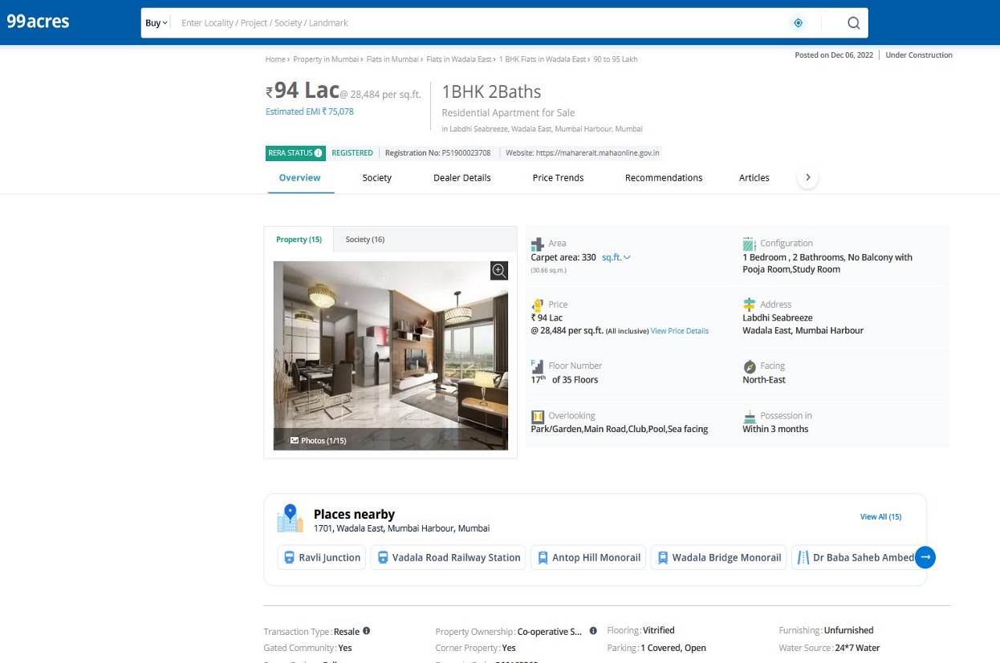 99acres
Buy
Enter Locality / Project / Society / Landmark
Home › Property in Mumbai › Flats in Mumbai › Flats in Wadala East › 1 BHK Flats in Wadala East › 90 to 95 Lakh
Posted on Dec 06, 2022 | Under Construction
₹94 Lac @ 28,484 per sq.ft.
Estimated EMI ₹ 75,078
1BHK 2Baths
Residential Apartment for Sale
in Labdhi Seabreeze, Wadala East, Mumbai Harbour, Mumbai
RERA STATUS REGISTERED | Registration No: P51900023708 | Website: https://maharerait.mahaonline.gov.in
Overview Society Dealer Details Price Trends Recommendations Articles
Property (15) Society (16)
Photos (1/15)
Area
Carpet area: 330 sq.ft.
(30.66 sq.m.)
Configuration
1 Bedroom , 2 Bathrooms, No Balcony with
Pooja Room,Study Room
Price
₹ 94 Lac
@ 28,484 per sq.ft. (All inclusive) View Price Details
Address
Labdhi Seabreeze
Wadala East, Mumbai Harbour
Floor Number
17th of 35 Floors
Facing
North-East
Overlooking
Park/Garden,Main Road,Club,Pool,Sea facing
Possession in
Within 3 months
Places nearby
1701, Wadala East, Mumbai Harbour, Mumbai
View All (15)
Ravli Junction Vadala Road Railway Station Antop Hill Monorail Wadala Bridge Monorail Dr Baba Saheb Ambed
Transaction Type : Resale Property Ownership : Co-operative S... Flooring : Vitrified Furnishing : Unfurnished
Gated Community : Yes Corner Property : Yes Parking : 1 Covered, Open Water Source : 24*7 Water